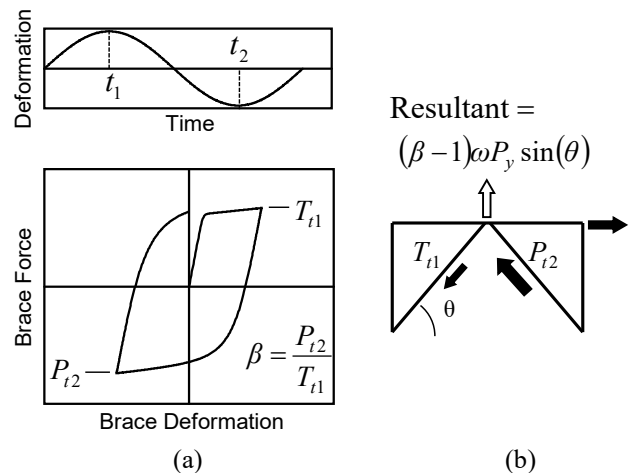 Deformation
t1
t2
Time
Brace Force
Tt1
Pt2
β = Pt2 / Tt1
Brace Deformation
(a)
Resultant =
(β −1)ωPy sin(θ)
Tt1
Pt2
θ
(b)